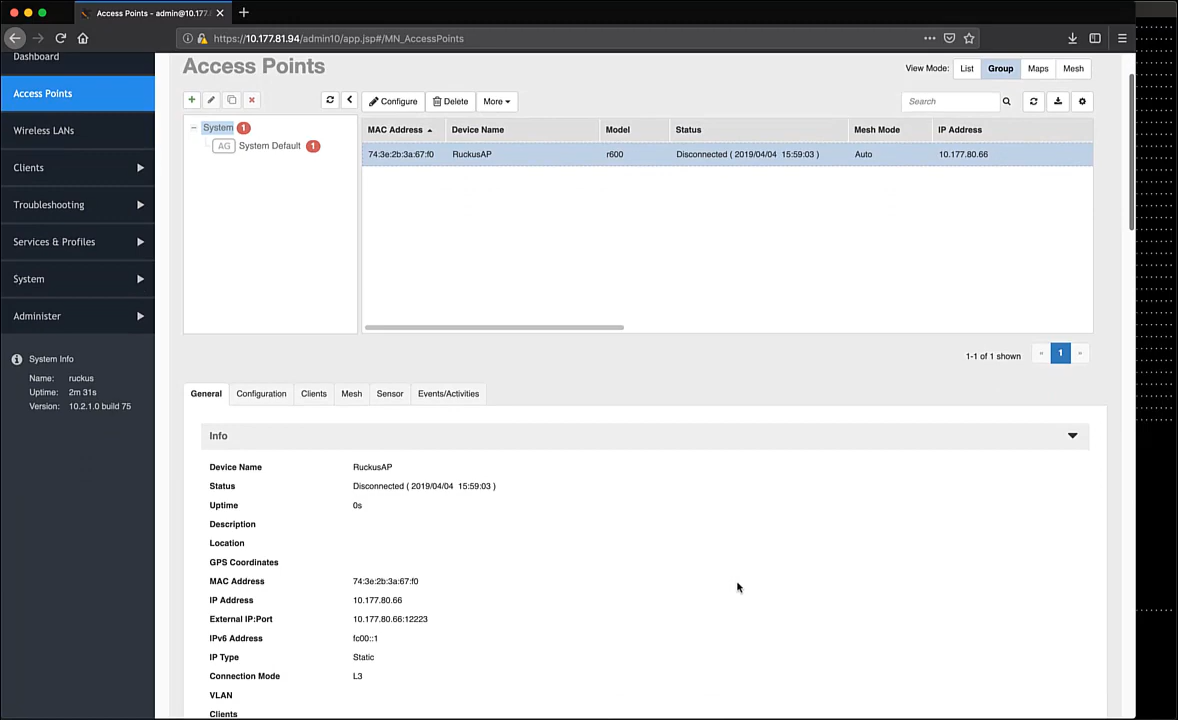 Access Points - admin@10.177.
https://10.177.81.94/admin10/app.jsp#/MN_AccessPoints
Dashboard
Access Points
Wireless LANs
Clients
Troubleshooting
Services & Profiles
System
Administer
System Info
Name: ruckus
Uptime: 2m 31s
Version: 10.2.1.0 build 75
Access Points
View Mode: List Group Maps Mesh
Configure Delete More Search
System 1
AG System Default 1
MAC Address Device Name Model Status Mesh Mode IP Address
74:3e:2b:3a:67:f0 RuckusAP r600 Disconnected ( 2019/04/04 15:59:03 ) Auto 10.177.80.66
1-1 of 1 shown « 1 »
General Configuration Clients Mesh Sensor Events/Activities
Info
Device Name RuckusAP
Status Disconnected ( 2019/04/04 15:59:03 )
Uptime 0s
Description
Location
GPS Coordinates
MAC Address 74:3e:2b:3a:67:f0
IP Address 10.177.80.66
External IP:Port 10.177.80.66:12223
IPv6 Address fc00::1
IP Type Static
Connection Mode L3
VLAN
Clients